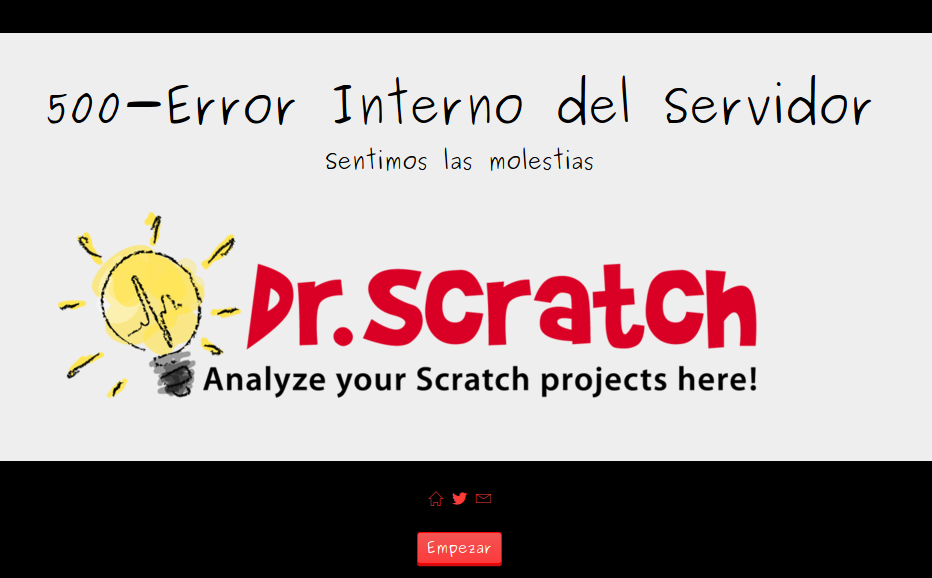 500-Error Interno del Servidor
Sentimos las molestias
Dr.Scratch
Analyze your Scratch projects here!
Empezar